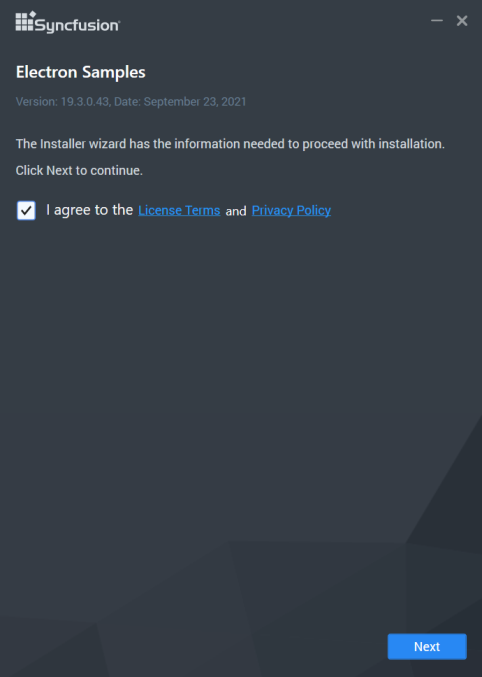 Syncfusion
Electron Samples
Version: 19.3.0.43, Date: September 23, 2021
The Installer wizard has the information needed to proceed with installation.
Click Next to continue.
I agree to the License Terms and Privacy Policy
Next